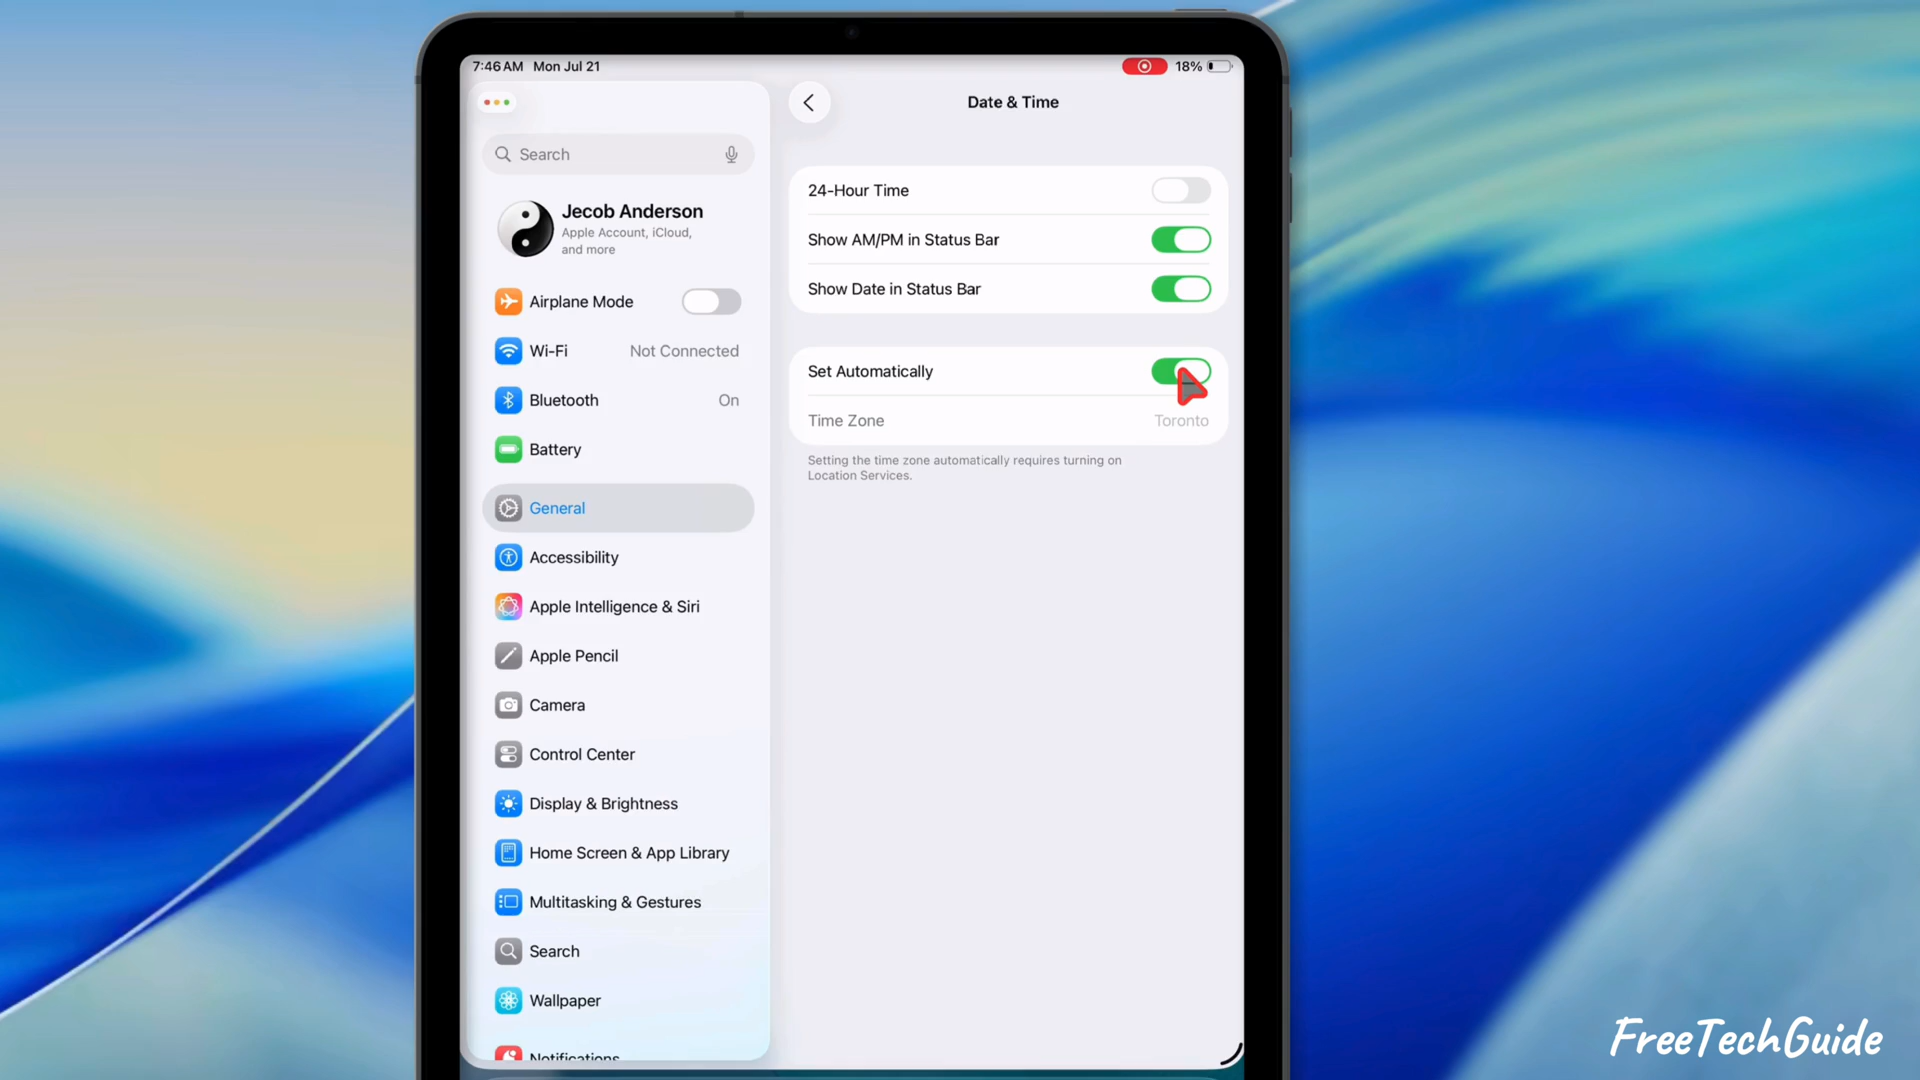 7:46 AM Mon Jul 21
18%
Date & Time
Search
Jecob Anderson
Apple Account, iCloud,
and more
Airplane Mode
Wi-Fi Not Connected
Bluetooth On
Battery
General
Accessibility
Apple Intelligence & Siri
Apple Pencil
Camera
Control Center
Display & Brightness
Home Screen & App Library
Multitasking & Gestures
Search
Wallpaper
Notifications
24-Hour Time
Show AM/PM in Status Bar
Show Date in Status Bar
Set Automatically
Time Zone Toronto
Setting the time zone automatically requires turning on
Location Services.
FreeTechGuide